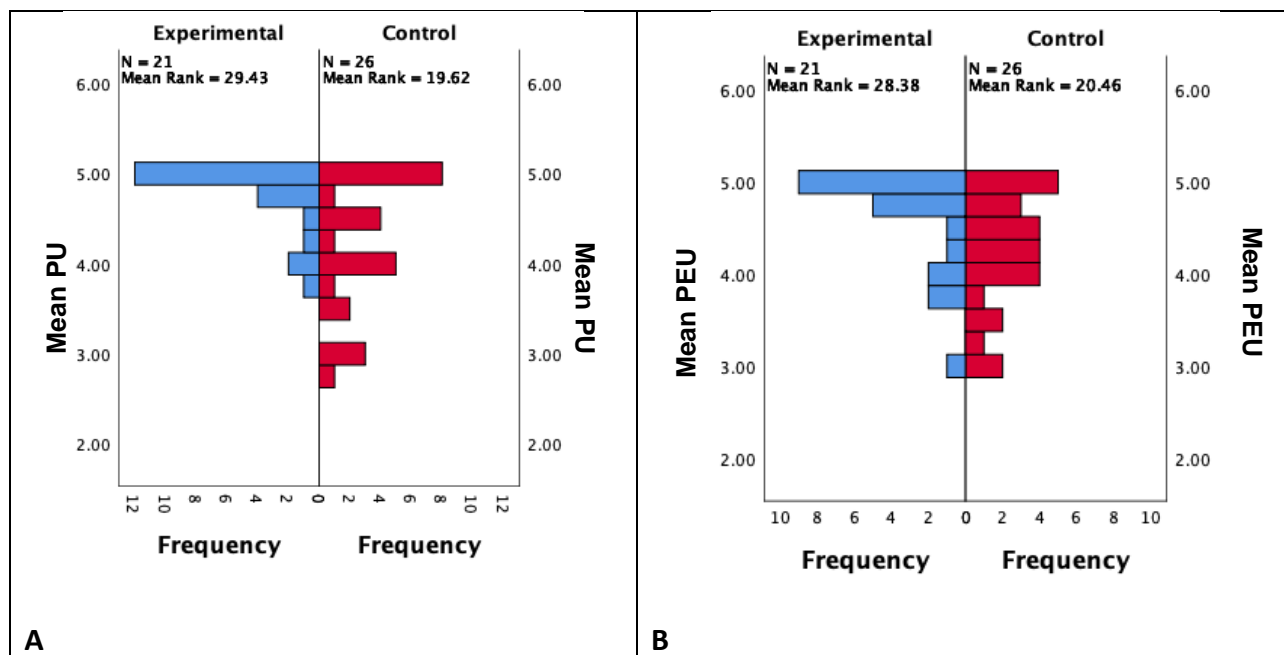 Experimental Control
N = 21 N = 26
Mean Rank = 29.43 Mean Rank = 19.62
6.00 6.00
5.00 5.00
4.00 4.00
3.00 3.00
2.00 2.00
Mean PU
Mean PU
12 10 8 6 4 2 0 0 2 4 6 8 10 12
Frequency Frequency
A
Experimental Control
N = 21 N = 26
Mean Rank = 28.38 Mean Rank = 20.46
6.00 6.00
5.00 5.00
4.00 4.00
3.00 3.00
2.00 2.00
Mean PEU
Mean PEU
10 8 6 4 2 0 0 2 4 6 8 10
Frequency Frequency
B